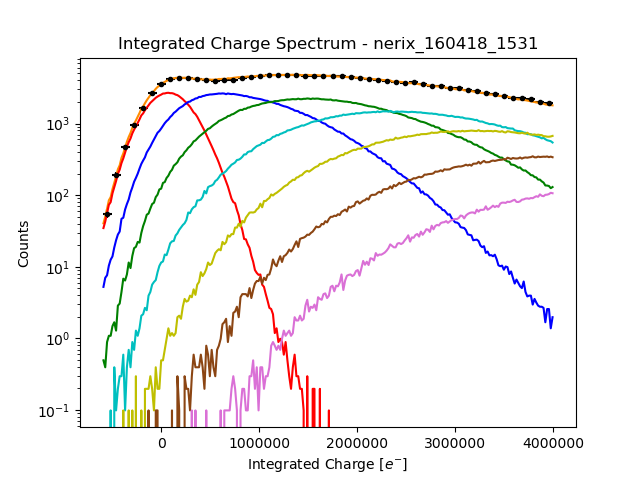 Integrated Charge Spectrum - nerix_160418_1531
Counts
10³
10²
10¹
10⁰
10⁻¹
0 1000000 2000000 3000000 4000000
Integrated Charge [e⁻]